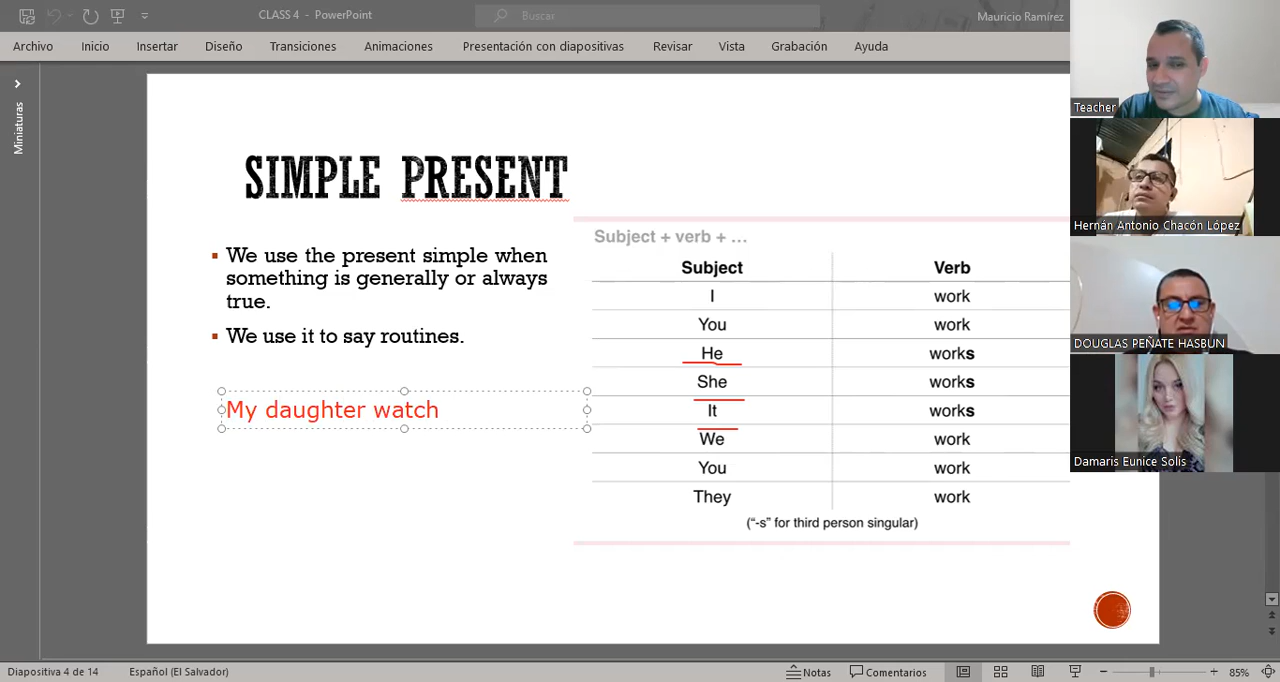 CLASS 4 - PowerPoint
Buscar
Mauricio Ramírez
Archivo Inicio Insertar Diseño Transiciones Animaciones Presentación con diapositivas Revisar Vista Grabación Ayuda
Miniaturas
SIMPLE PRESENT
▪ We use the present simple when
something is generally or always
true.
▪ We use it to say routines.
My daughter watch
Subject + verb + ...
Subject Verb
I work
You work
He works
She works
It works
We work
You work
They work
("-s" for third person singular)
Teacher
Hernán Antonio Chacón López
DOUGLAS PEÑATE HASBUN
Damaris Eunice Solis
Diapositiva 4 de 14 Español (El Salvador) Notas Comentarios 85%